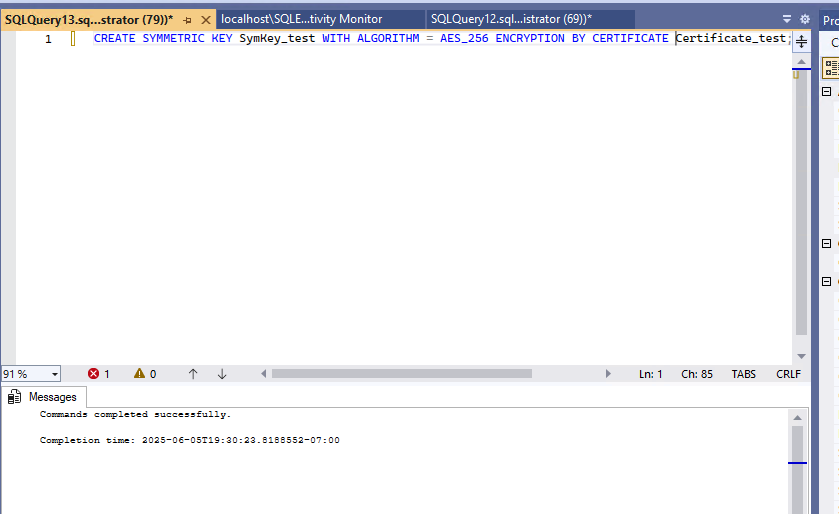 SQLQuery13.sq...strator (79))*
localhost\SQLE...tivity Monitor
SQLQuery12.sql...istrator (69))*
Pro
1 CREATE SYMMETRIC KEY SymKey_test WITH ALGORITHM = AES_256 ENCRYPTION BY CERTIFICATE Certificate_test;
91 %
1
0
Ln: 1
Ch: 85
TABS
CRLF
Messages
Commands completed successfully.
Completion time: 2025-06-05T19:30:23.8188552-07:00